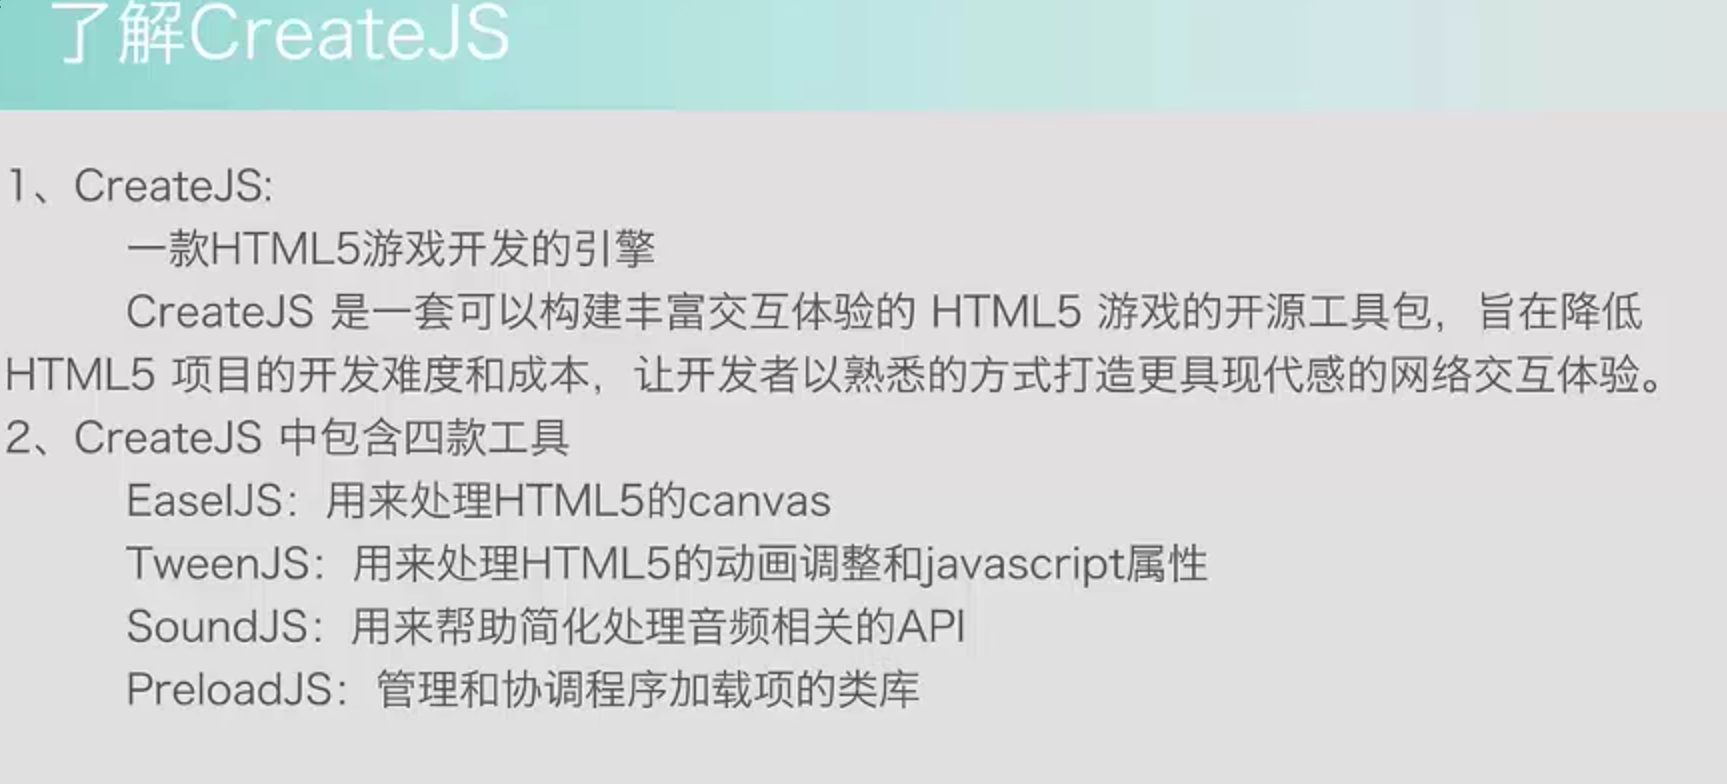 了解CreateJS
1、CreateJS:
一款HTML5游戏开发的引擎
CreateJS 是一套可以构建丰富交互体验的 HTML5 游戏的开源工具包，旨在降低
HTML5 项目的开发难度和成本，让开发者以熟悉的方式打造更具现代感的网络交互体验。
2、CreateJS 中包含四款工具
EaselJS：用来处理HTML5的canvas
TweenJS：用来处理HTML5的动画调整和javascript属性
SoundJS：用来帮助简化处理音频相关的API
PreloadJS：管理和协调程序加载项的类库